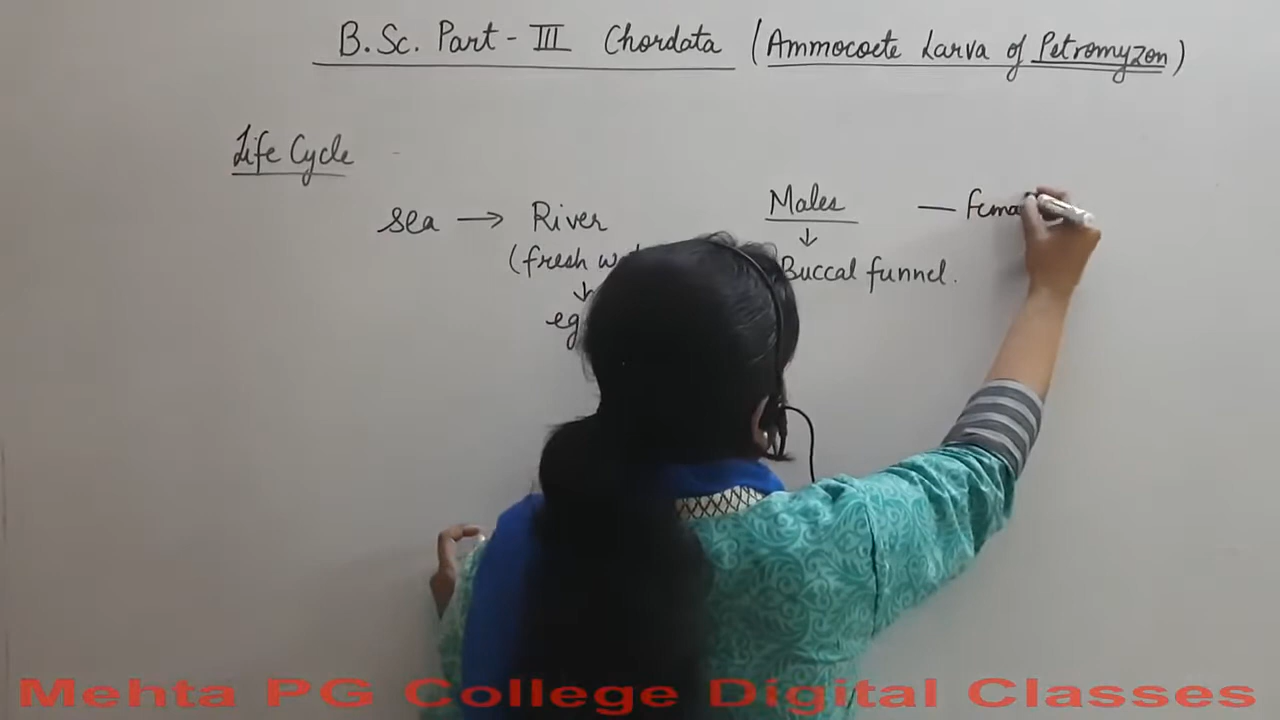 B.Sc. Part - III Chordata (Ammocoete Larva of Petromyzon)
Life Cycle
sea → River
(fresh
↓
Males
↓
Buccal funnel.
—
Mehta PG College Digital Classes